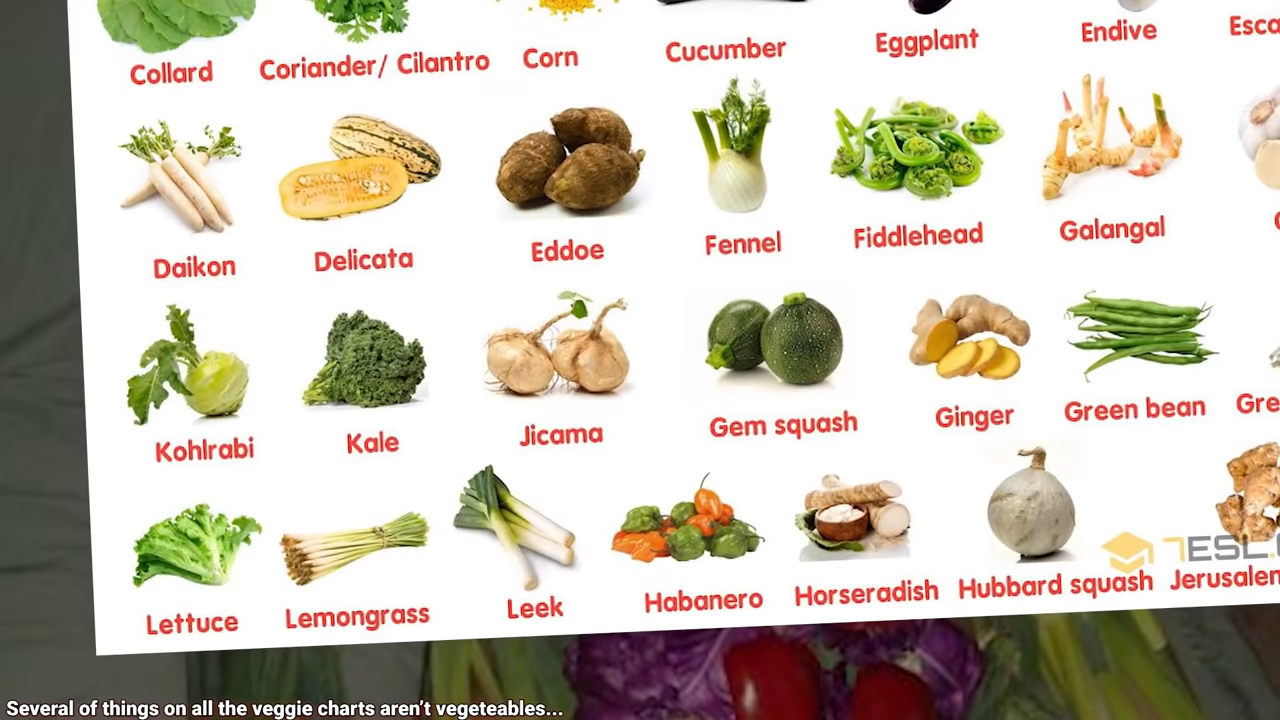 Collard Coriander/ Cilantro Corn Cucumber Eggplant Endive
Daikon Delicata Eddoe Fennel Fiddlehead Galangal
Kohlrabi Kale Jicama Gem squash Ginger Green bean
Lettuce Lemongrass Leek Habanero Horseradish Hubbard squash
7ESL
Several of things on all the veggie charts aren't vegeteables...